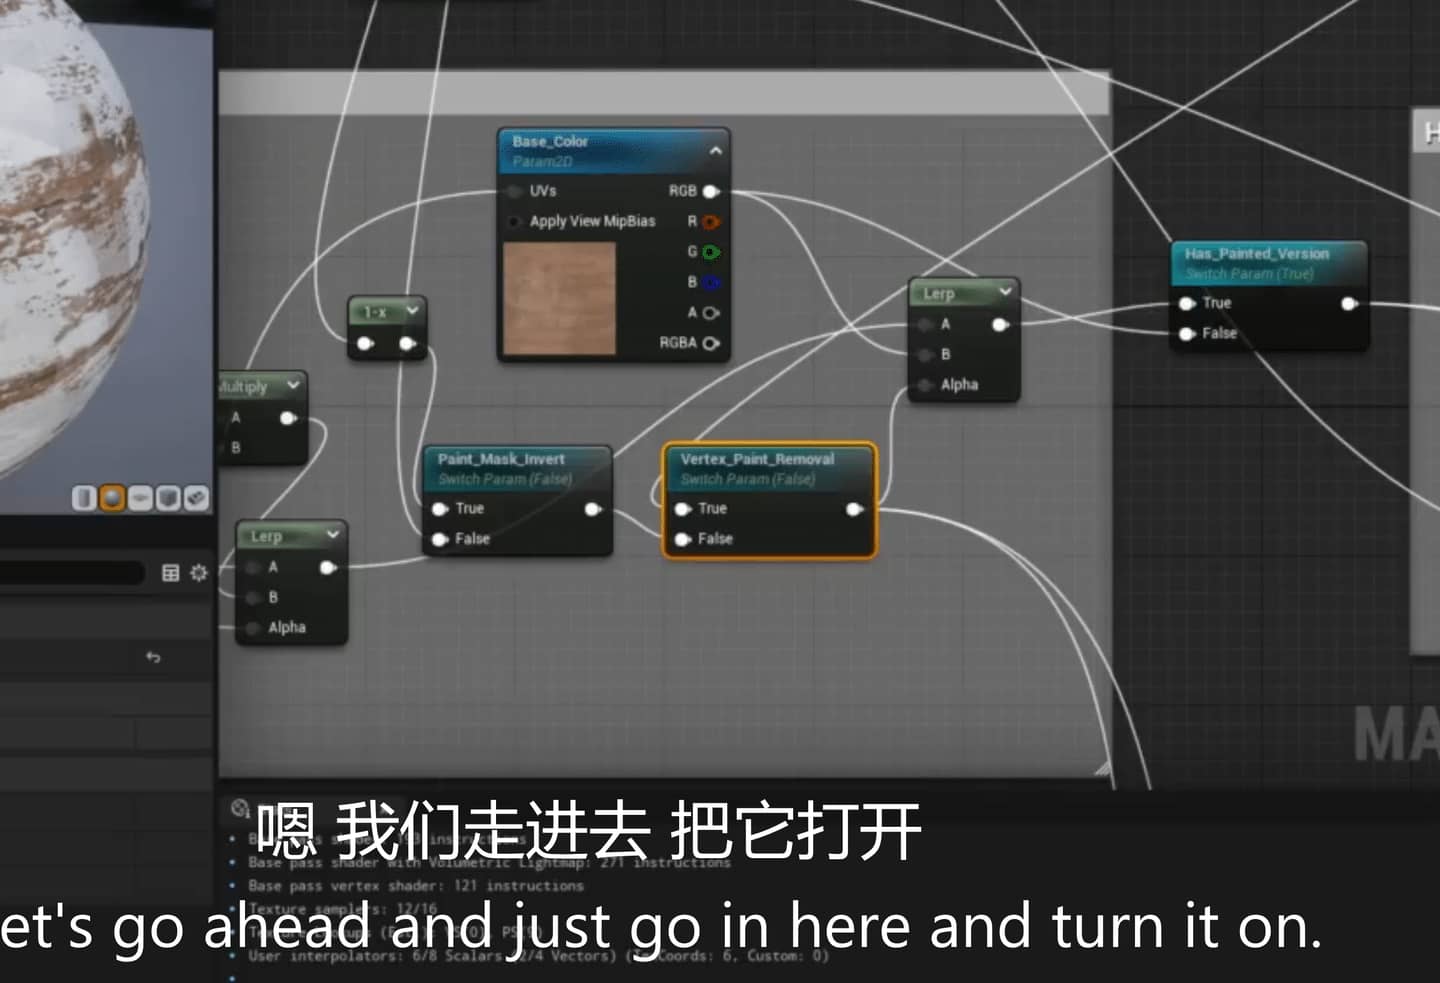 Base_Color
Param2D
UVs
RGB
Apply View MipBias
R
G
B
A
RGBA
H
Has_Painted_Version
Switch Param (True)
True
False
Lerp
A
B
Alpha
1-x
Multiply
A
B
Paint_Mask_Invert
Switch Param (False)
True
False
Vertex_Paint_Removal
Switch Param (False)
True
False
Lerp
A
B
Alpha
MA
嗯 我们走进去 把它打开
Base pass shader with Volumetric Lightmap: 271 instructions
Base pass vertex shader: 121 instructions
Texture samplers: 12/16
et's go ahead and just go in here and turn it on.
User interpolators: 6/8 Scalars (2/4 Vectors) (TexCoords: 6, Custom: 0)